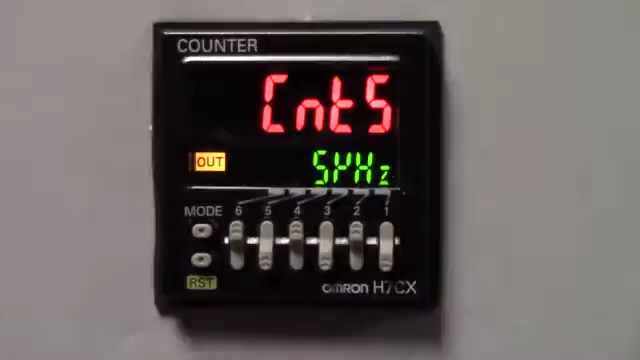 COUNTER
CntS
OUT
5KHz
6 5 4 3 2 1
MODE
RST
OMRON H7CX